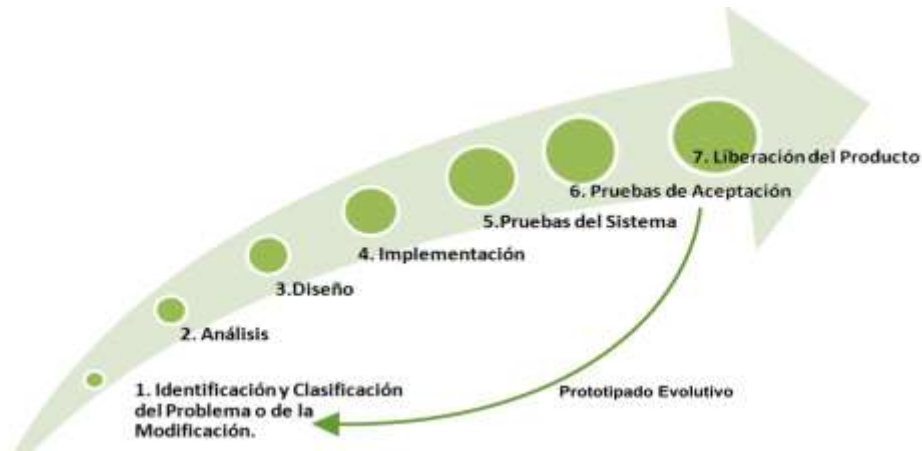 7. Liberación del Producto
6. Pruebas de Aceptación
5.Pruebas del Sistema
4. Implementación
3.Diseño
2. Análisis
1. Identificación y Clasificación
del Problema o de la
Modificación.
Prototipado Evolutivo